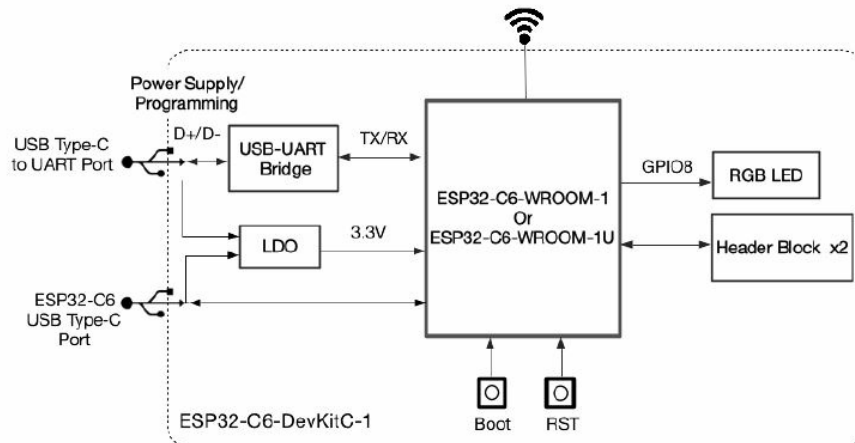 Power Supply/
Programming
USB Type-C
to UART Port
D+/D-
USB-UART
Bridge
TX/RX
ESP32-C6-WROOM-1
Or
ESP32-C6-WROOM-1U
GPIO8
RGB LED
LDO
3.3V
Header Block x2
ESP32-C6
USB Type-C
Port
Boot
RST
ESP32-C6-DevKitC-1